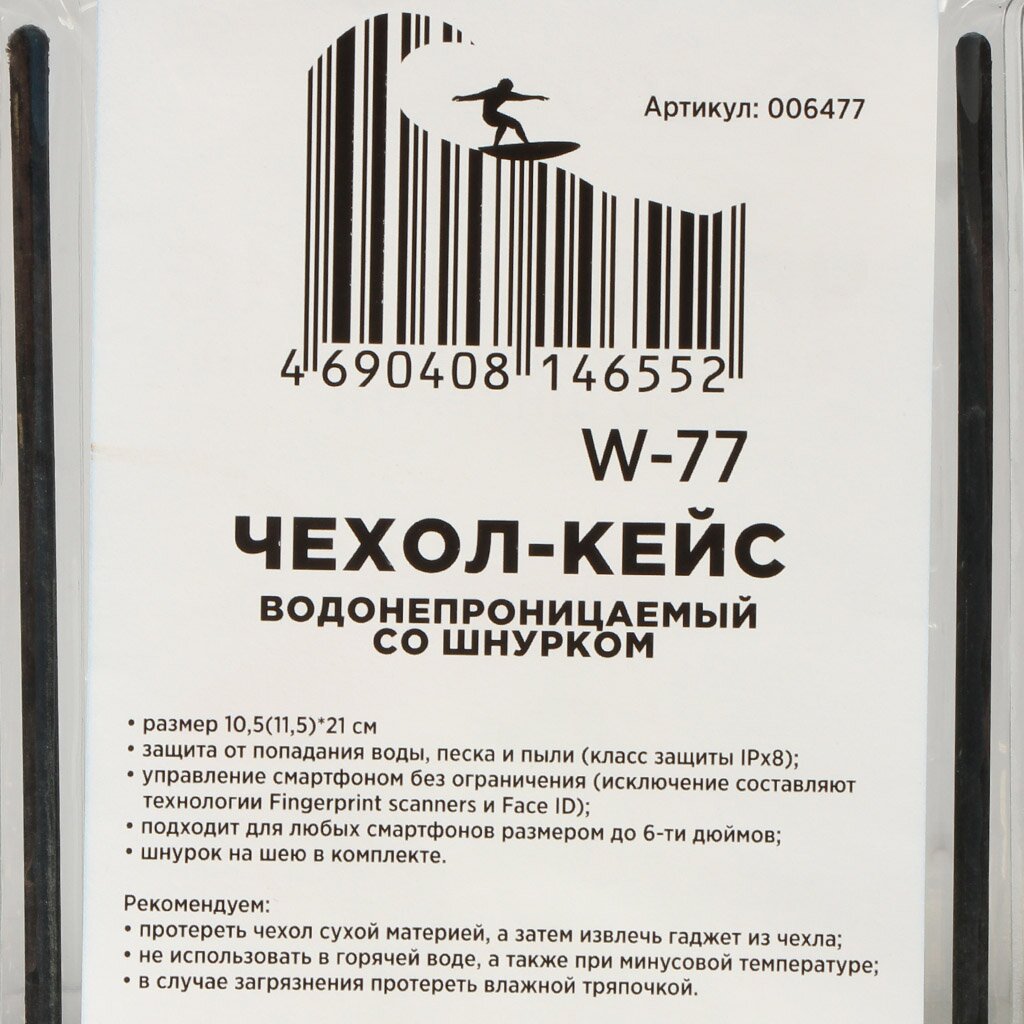 Артикул: 006477
4 690408 146552
W-77
ЧЕХОЛ-КЕЙС
ВОДОНЕПРОНИЦАЕМЫЙ
СО ШНУРКОМ
• размер 10,5(11,5)*21 см
• защита от попадания воды, песка и пыли (класс защиты IPx8);
• управление смартфоном без ограничения (исключение составляют
технологии Fingerprint scanners и Face ID);
• подходит для любых смартфонов размером до 6-ти дюймов;
• шнурок на шею в комплекте.
Рекомендуем:
• протереть чехол сухой материей, а затем извлечь гаджет из чехла;
• не использовать в горячей воде, а также при минусовой температуре;
• в случае загрязнения протереть влажной тряпочкой.